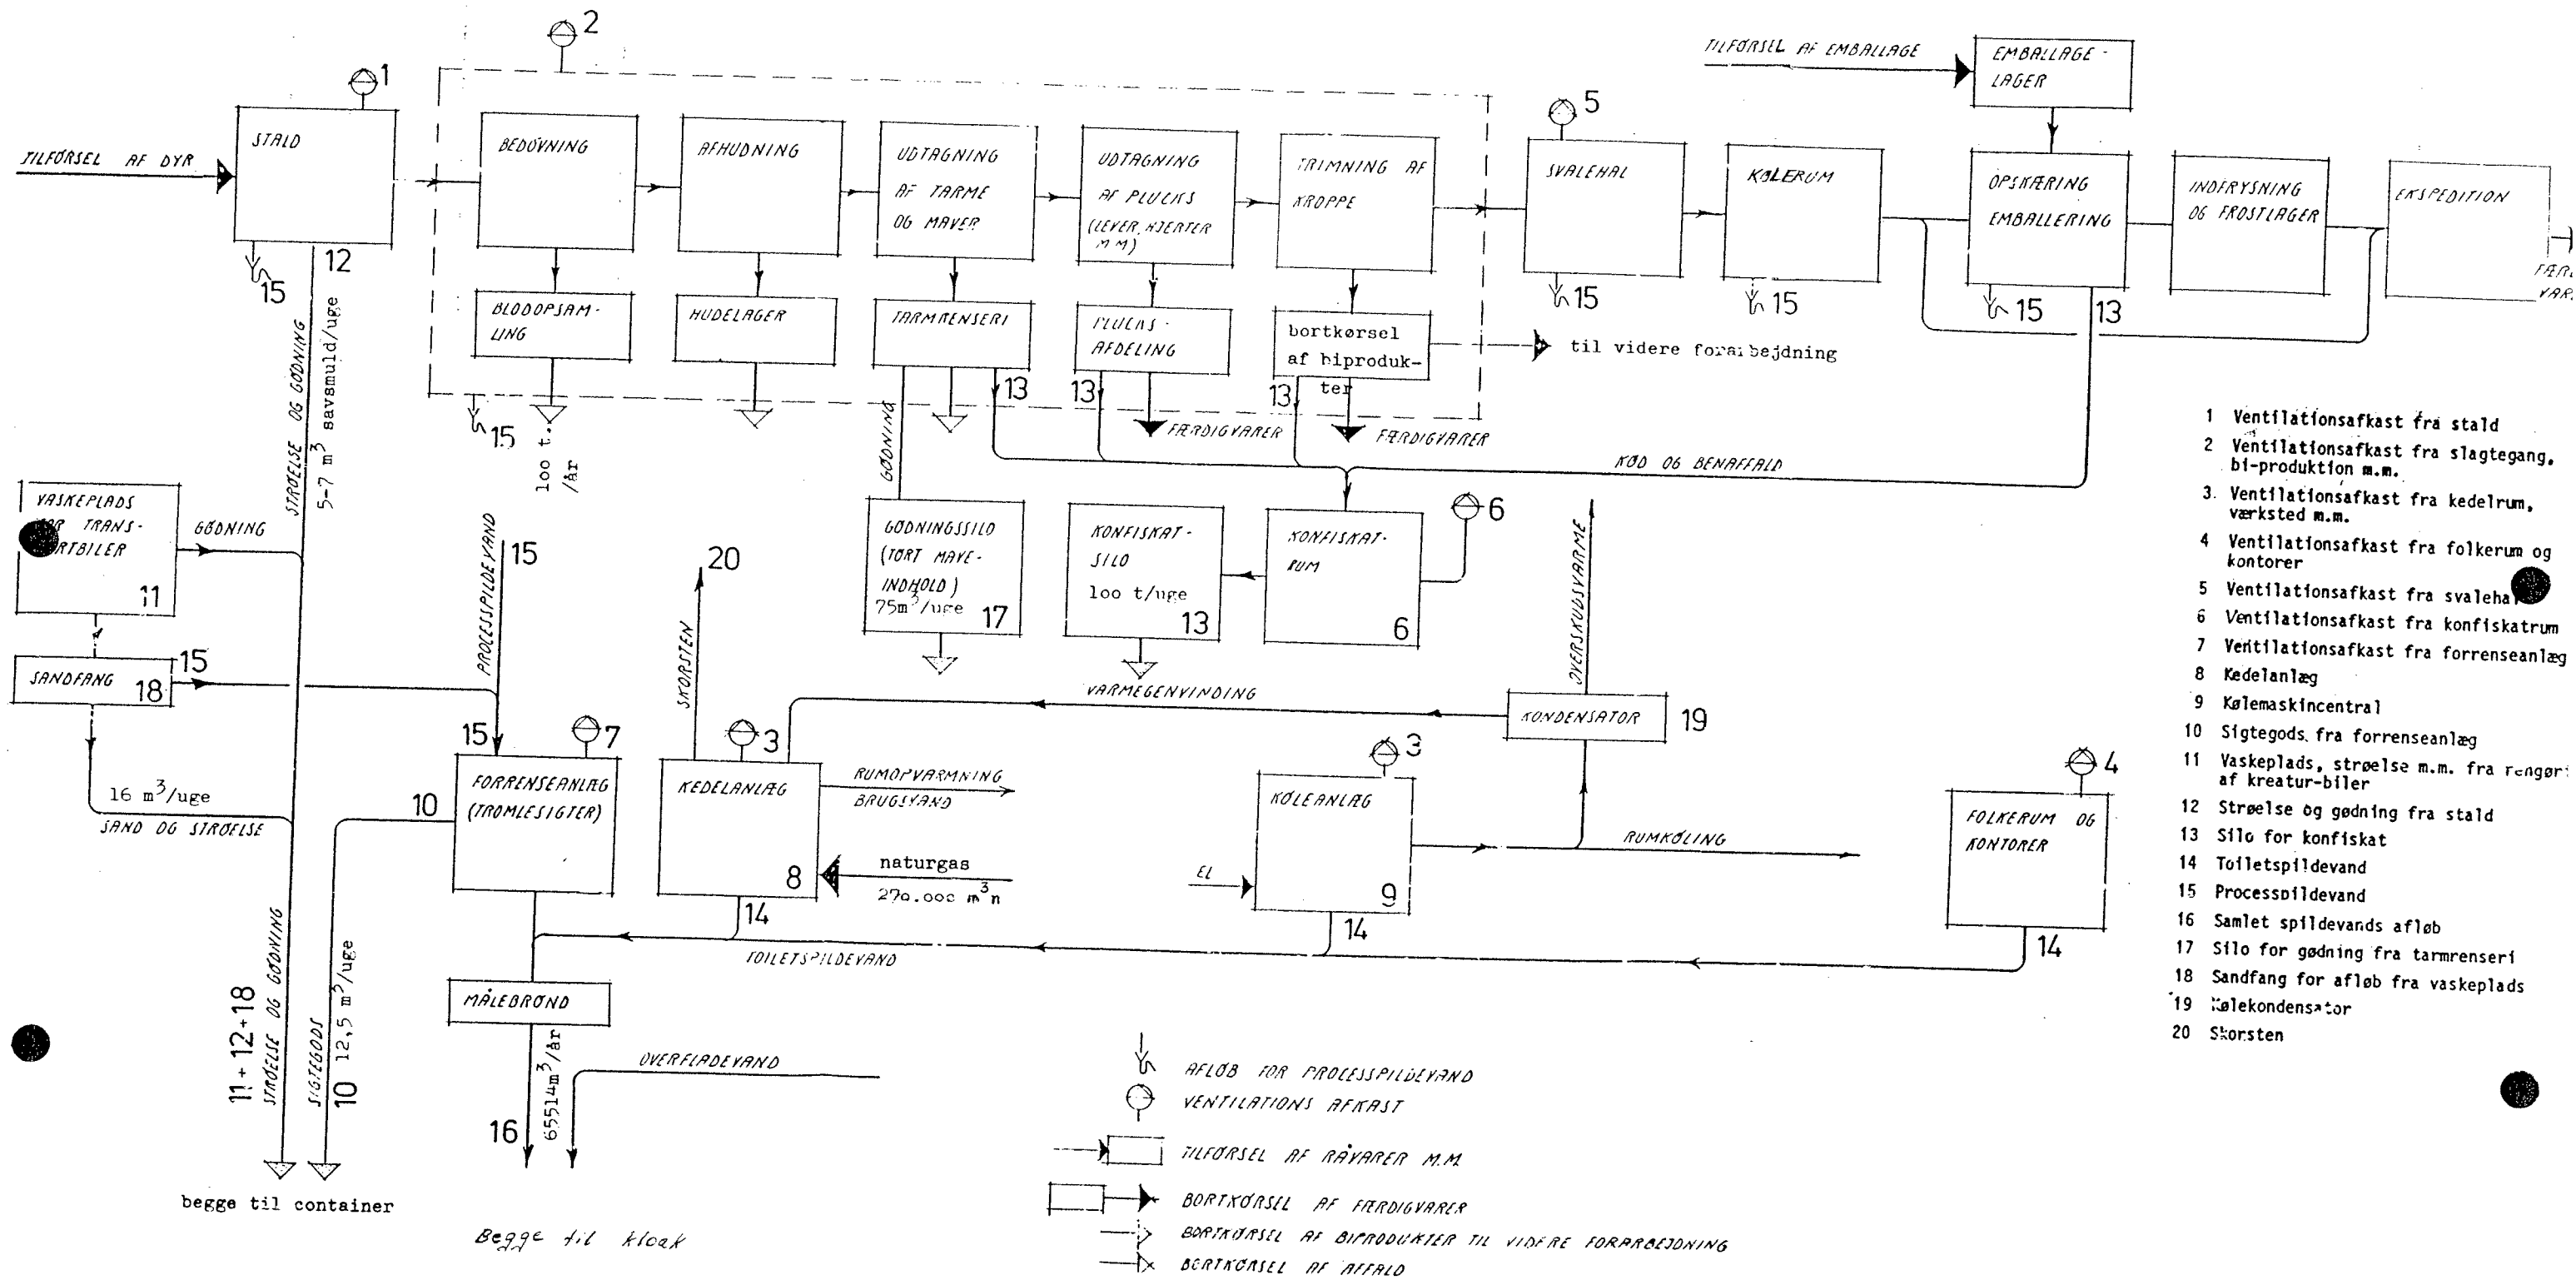 2
1
TILFØRSEL AF EMBALLAGE
EMBALLAGE-
LAGER
5
TILFØRSEL AF DYR
STALD
BEDØVNING
AFHUDNING
UDTAGNING
AF TARME
OG MAVER
UDTAGNING
AF PLUCKS
(LEVER, HJERTER
M M)
TRIMNING AF
KROPPE
SVALEHAL
KØLERUM
OPSKÆRING
EMBALLERING
INDFRYSNING
OG FROSTLAGER
EKSPEDITION
12
15
15
15
15
13
BLODOPSAM-
LING
HUDELAGER
TARMRENSERI
PLUCKS-
AFDELING
bortkørsel
af biproduk-
ter
til videre forarbejdning
13
13
13
15
100 t.
/år
FÆRDIGVARER
FÆRDIGVARER
KØD OG BENAFFALD
STRØELSE OG GØDNING
5-7 m³ savsmuld/uge
GØDNING
VASKEPLADS
TRANS-
11
GØDNING
SANDFANG
18
15
16 m³/uge
SAND OG STRØELSE
PROCESSPILDEVAND
15
SKORSTEN
20
GØDNINGSSILO
(TØRT MAVE-
INDHOLD)
75m³/uge
17
KONFISKAT-
SILO
100 t/uge
13
KONFISKAT-
RUM
6
6
OVERSKUDSVARME
VARMEGENVINDING
KONDENSATOR
19
15
7
FORRENSEANLÆG
(TROMLESIGTER)
10
3
KEDELANLÆG
8
RUMOPVARMNING
BRUGSVAND
naturgas
270.000 m³n
14
3
KØLEANLÆG
9
EL
RUMKØLING
14
4
FOLKERUM OG
KONTORER
14
TOILETSPILDEVAND
MÅLEBRØND
16
65514m³/år
OVERFLADEVAND
11+12+18
STRØELSE OG GØDNING
SIGTEGODS
10 12,5 m³/uge
begge til container
Begge til kloak
AFLØB FOR PROCESSPILDEVAND
VENTILATIONS AFKAST
TILFØRSEL AF RÅVARER M.M.
BORTKØRSEL AF FÆRDIGVARER
BORTKØRSEL AF BIPRODUKTER TIL VIDERE FORARBEJDNING
BORTKØRSEL AF AFFALD
1 Ventilationsafkast fra stald
2 Ventilationsafkast fra slagtegang,
bi-produktion m.m.
3. Ventilationsafkast fra kedelrum,
værksted m.m.
4 Ventilationsafkast fra folkerum og
kontorer
5 Ventilationsafkast fra
6 Ventilationsafkast fra konfiskatrum
7 Ventilationsafkast fra forrenseanlæg
8 Kedelanlæg
9 Kølemaskincentral
10 Sigtegods fra forrenseanlæg
11 Vaskeplads, strøelse m.m. fra
af kreatur-biler
12 Strøelse og gødning fra stald
13 Silo for konfiskat
14 Toiletspildevand
15 Processpildevand
16 Samlet spildevands afløb
17 Silo for gødning fra tarmrenseri
18 Sandfang for afløb fra vaskeplads
19 Kølekondensator
20 Skorsten